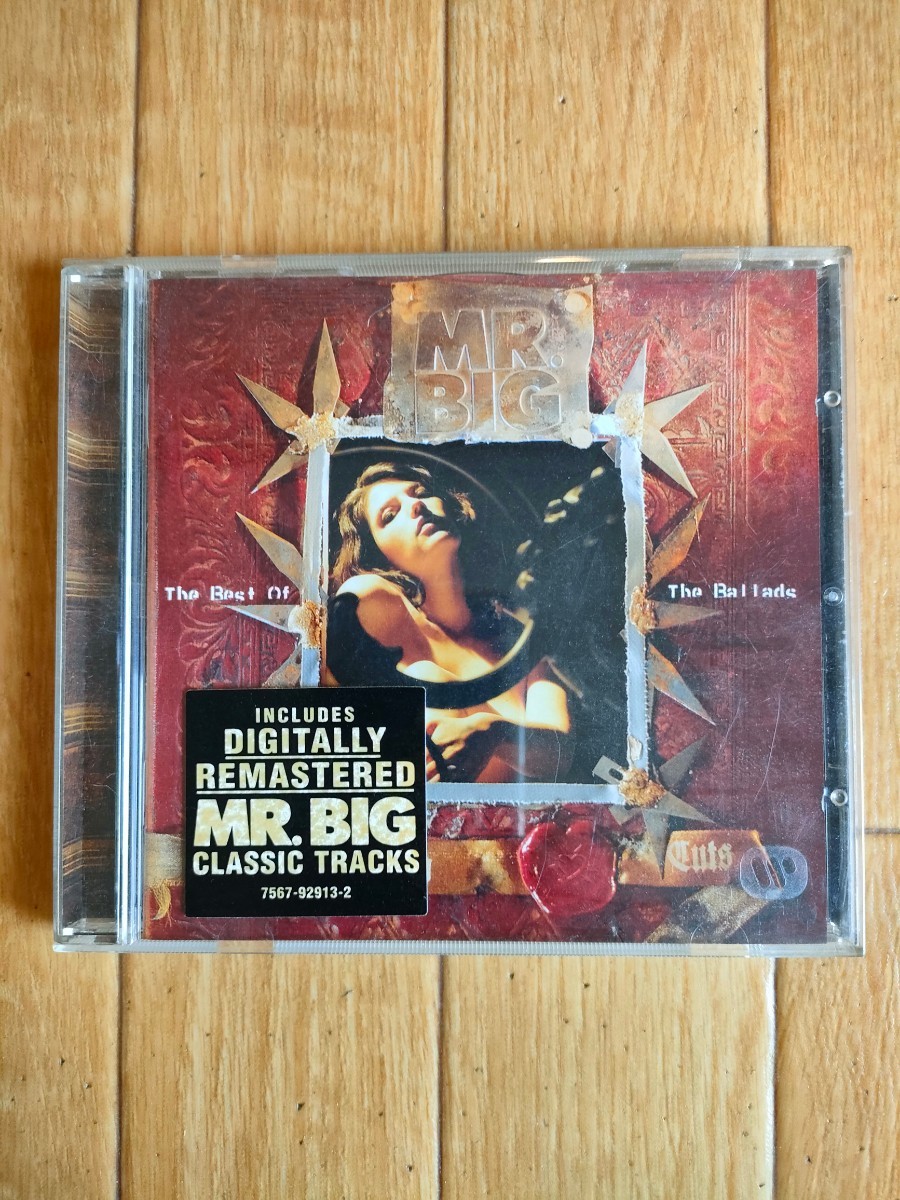 MR.
BIG
The Best Of
The Ballads
INCLUDES
DIGITALLY
REMASTERED
MR. BIG
CLASSIC TRACKS
7567-92913-2
Cuts